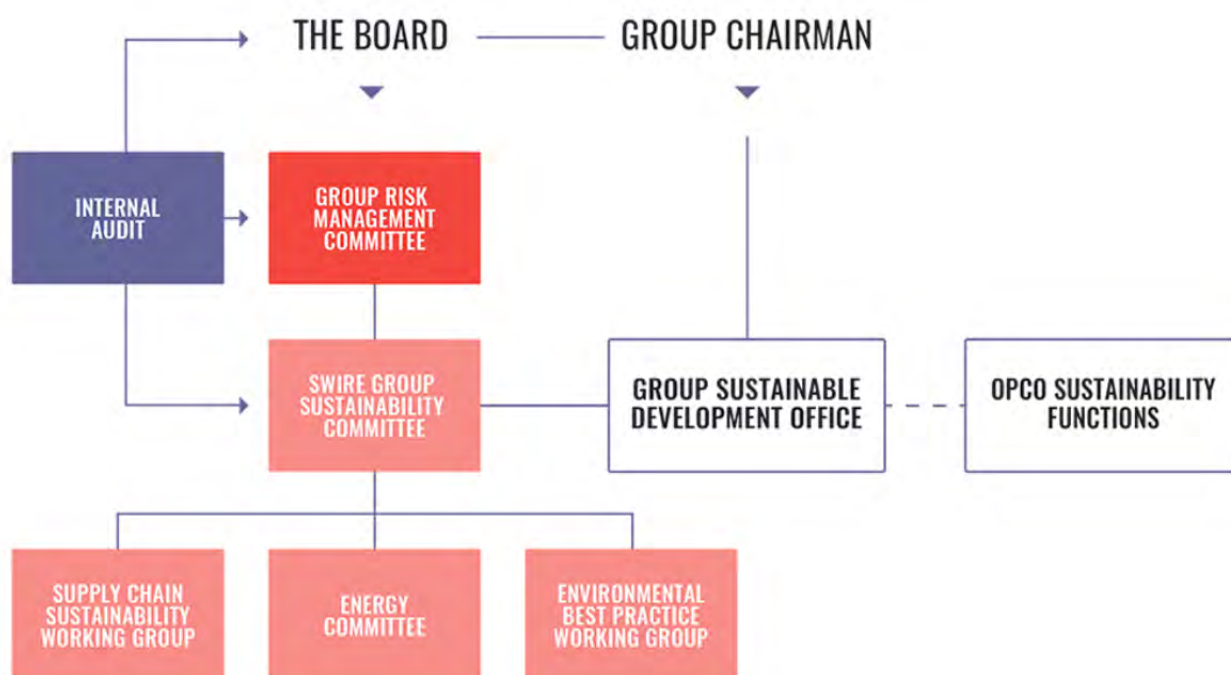 THE BOARD
GROUP CHAIRMAN
INTERNAL
AUDIT
GROUP RISK
MANAGEMENT
COMMITTEE
SWIRE GROUP
SUSTAINABILITY
COMMITTEE
GROUP SUSTAINABLE
DEVELOPMENT OFFICE
OPCO SUSTAINABILITY
FUNCTIONS
SUPPLY CHAIN
SUSTAINABILITY
WORKING GROUP
ENERGY
COMMITTEE
ENVIRONMENTAL
BEST PRACTICE
WORKING GROUP